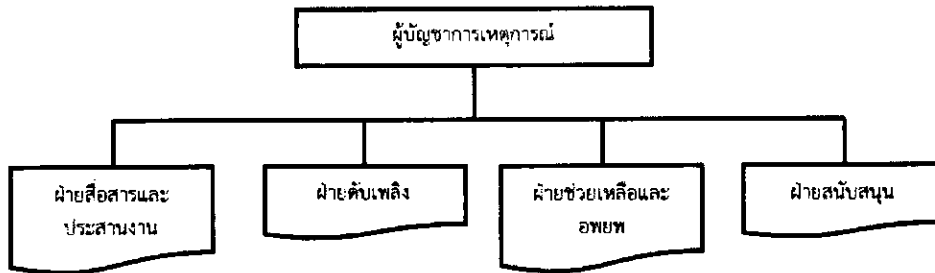 ผู้บัญชาการเหตุการณ์
ฝ่ายสื่อสารและ
ประสานงาน
ฝ่ายดับเพลิง
ฝ่ายช่วยเหลือและ
อพยพ
ฝ่ายสนับสนุน